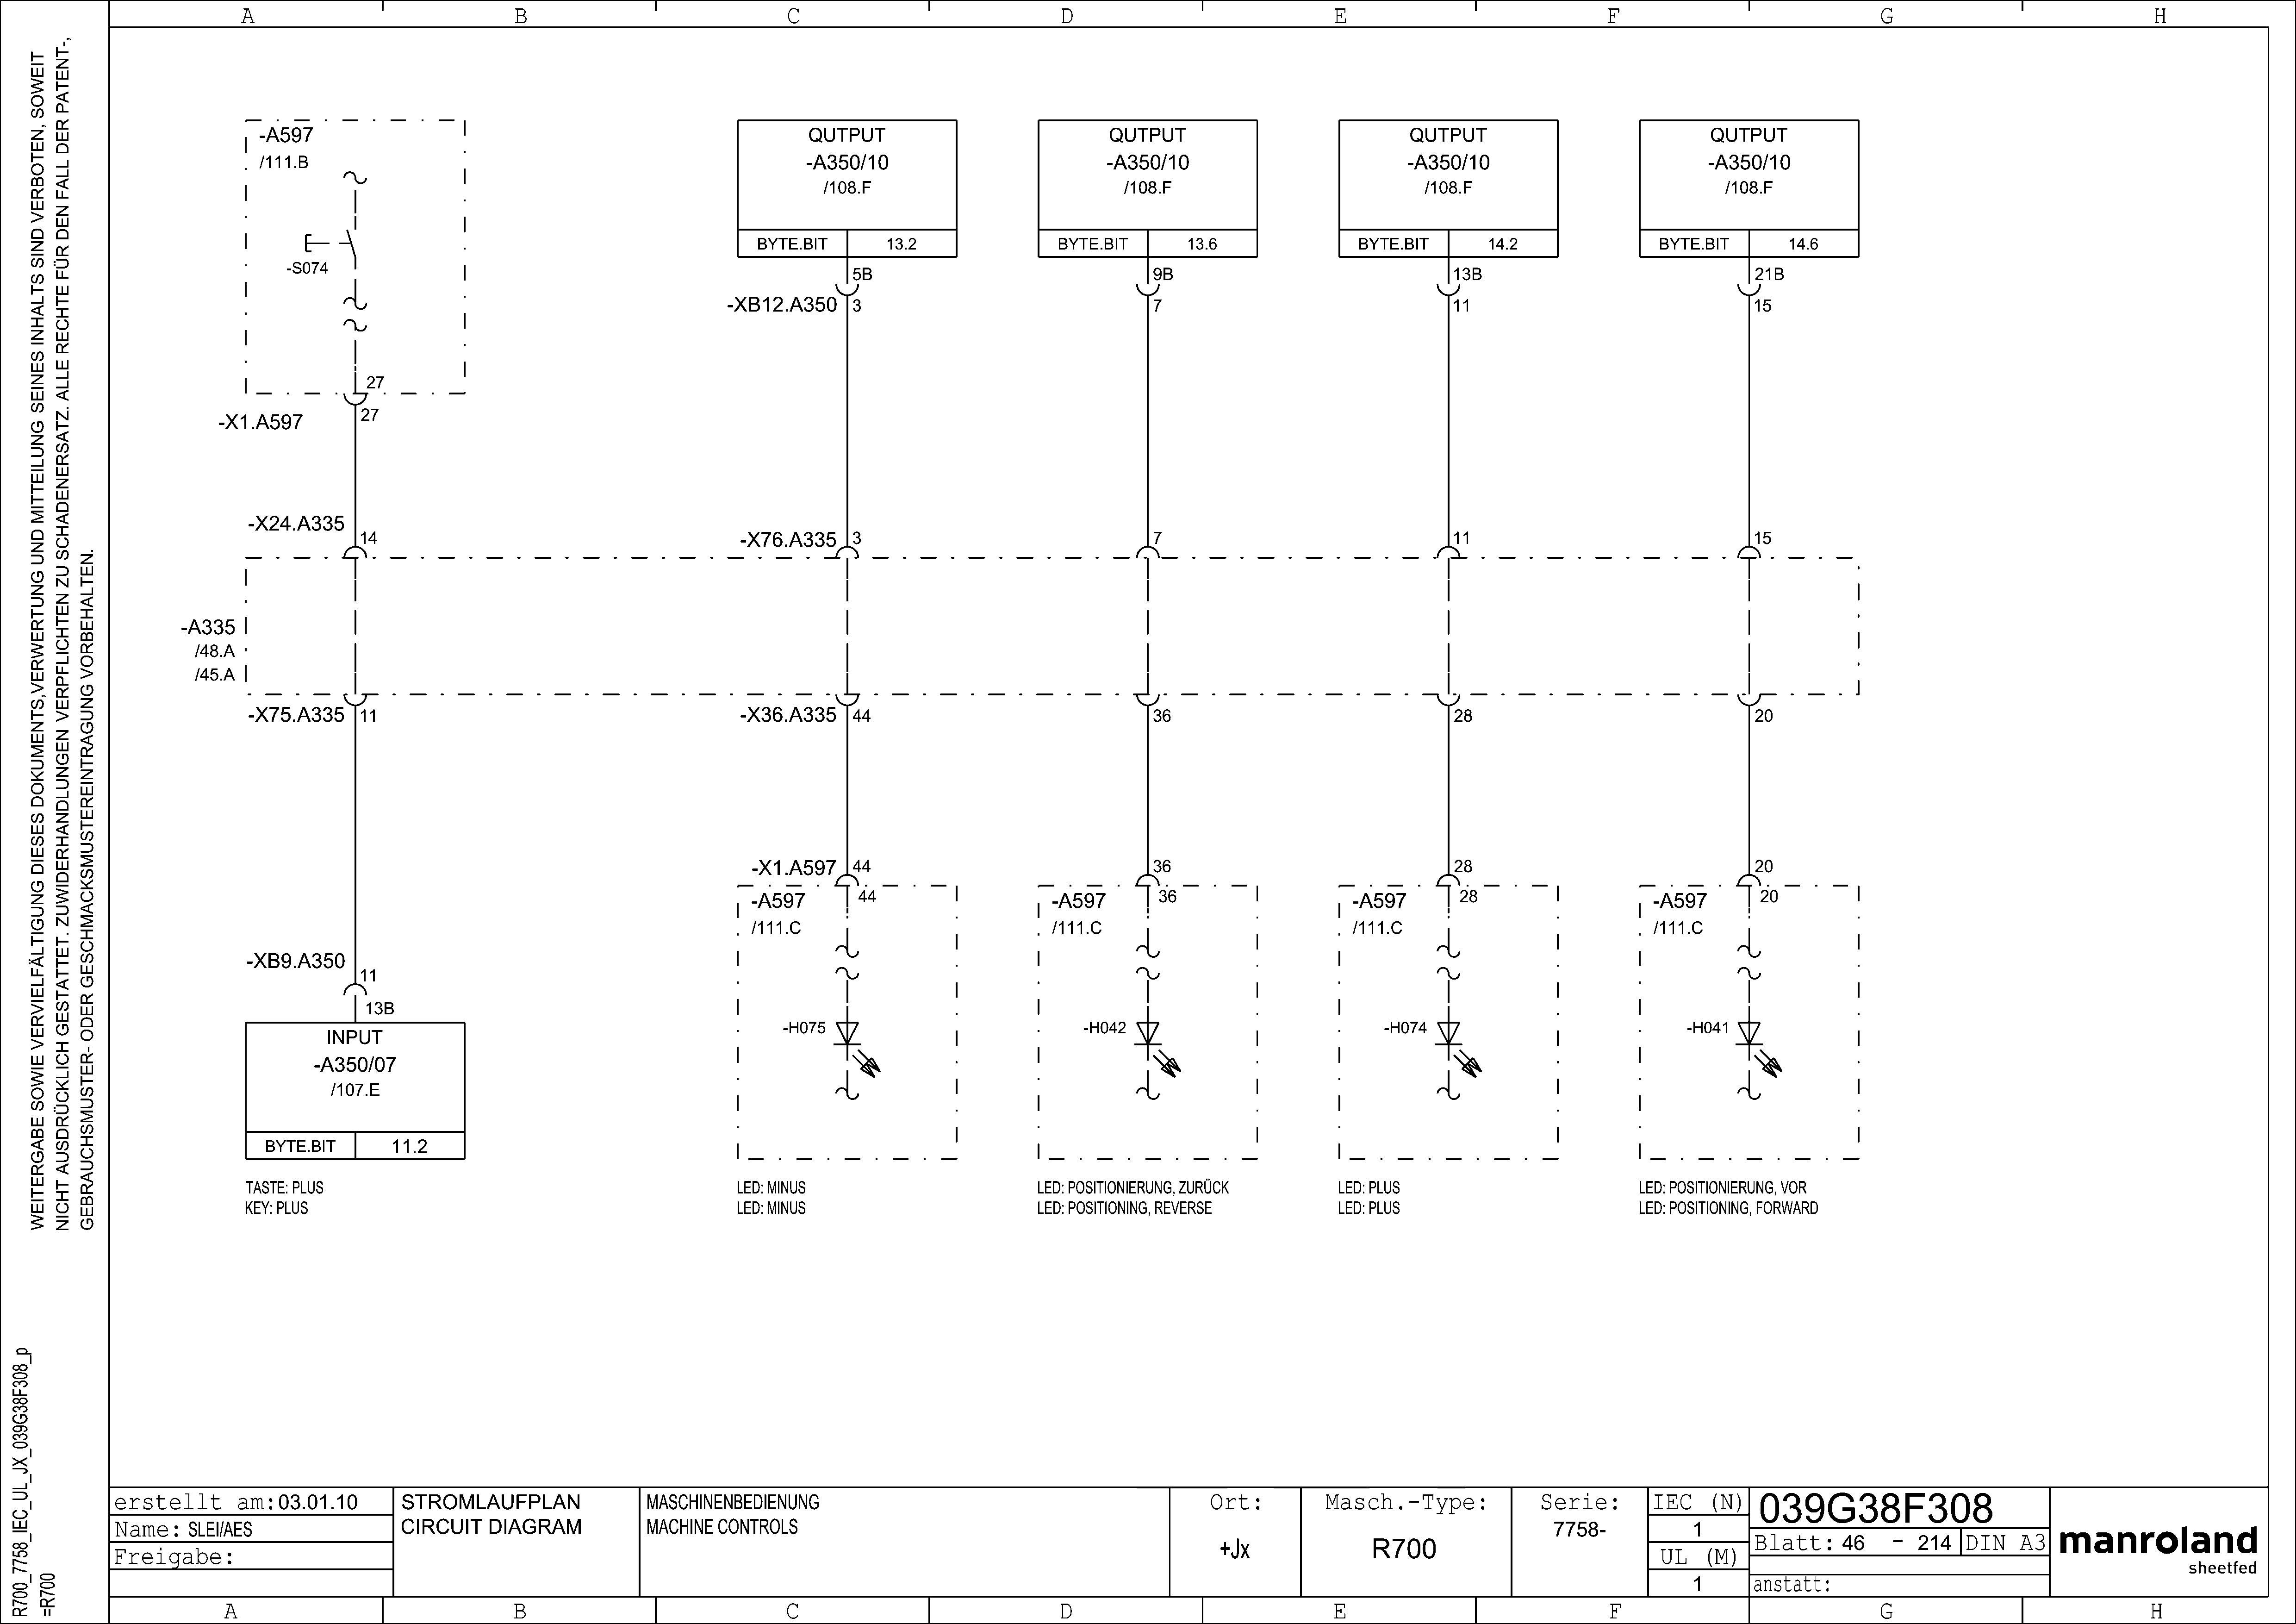 A B C D E F G H
WEITERGABE SOWIE VERVIELFÄLTIGUNG DIESES DOKUMENTS,VERWERTUNG UND MITTEILUNG SEINES INHALTS SIND VERBOTEN, SOWEIT
NICHT AUSDRÜCKLICH GESTATTET. ZUWIDERHANDLUNGEN VERPFLICHTEN ZU SCHADENERSATZ. ALLE RECHTE FÜR DEN FALL DER PATENT-,
GEBRAUCHSMUSTER- ODER GESCHMACKSMUSTEREINTRAGUNG VORBEHALTEN.
R700_7758_IEC_UL_JX_039G38F308_p
=R700
-A597
/111.B
-S074
27
-X1.A597 27
QUTPUT QUTPUT QUTPUT QUTPUT
-A350/10 -A350/10 -A350/10 -A350/10
/108.F /108.F /108.F /108.F
BYTE.BIT 13.2 BYTE.BIT 13.6 BYTE.BIT 14.2 BYTE.BIT 14.6
5B 9B 13B 21B
-XB12.A350 3 7 11 15
-X24.A335 14 -X76.A335 3 7 11 15
-A335
/48.A
/45.A
-X75.A335 11 -X36.A335 44 36 28 20
-X1.A597 44 36 28 20
44 36 28 20
-A597 -A597 -A597 -A597
/111.C /111.C /111.C /111.C
-XB9.A350 11
13B
-H075 -H042 -H074 -H041
INPUT
-A350/07
/107.E
BYTE.BIT 11.2
TASTE: PLUS LED: MINUS LED: POSITIONIERUNG, ZURÜCK LED: PLUS LED: POSITIONIERUNG, VOR
KEY: PLUS LED: MINUS LED: POSITIONING, REVERSE LED: PLUS LED: POSITIONING, FORWARD
erstellt am: 03.01.10
Name: SLEI/AES
Freigabe:
STROMLAUFPLAN
CIRCUIT DIAGRAM
MASCHINENBEDIENUNG
MACHINE CONTROLS
Ort:
+Jx
Masch.-Type:
R700
Serie:
7758-
IEC (N)
1
UL (M)
1
039G38F308
Blatt: 46 - 214 DIN A3
anstatt:
manroland
sheetfed
A B C D E F G H